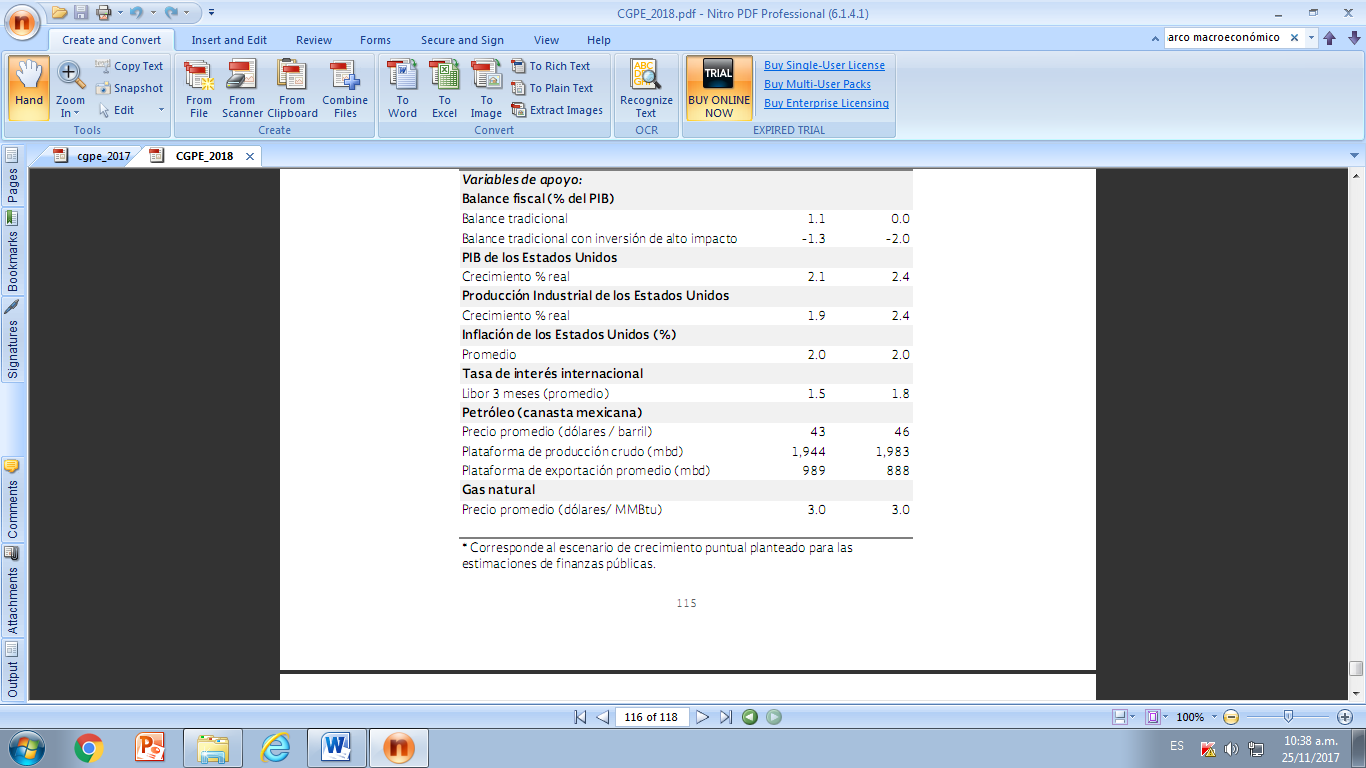 CGPE_2018.pdf - Nitro PDF Professional (6.1.4.1)
Create and Convert Insert and Edit Review Forms Secure and Sign View Help
arco macroeconómico
Hand
Zoom In
Copy Text
Snapshot
Edit
Tools
From File
From Scanner
From Clipboard
Combine Files
Create
To Word
To Excel
To Image
To Rich Text
To Plain Text
Extract Images
Convert
Recognize Text
OCR
TRIAL
BUY ONLINE NOW
Buy Single-User License
Buy Multi-User Packs
Buy Enterprise Licensing
EXPIRED TRIAL
cgpe_2017 CGPE_2018
Pages
Bookmarks
Signatures
Comments
Attachments
Output
Variables de apoyo:
Balance fiscal (% del PIB)
Balance tradicional 1.1 0.0
Balance tradicional con inversión de alto impacto -1.3 -2.0
PIB de los Estados Unidos
Crecimiento % real 2.1 2.4
Producción Industrial de los Estados Unidos
Crecimiento % real 1.9 2.4
Inflación de los Estados Unidos (%)
Promedio 2.0 2.0
Tasa de interés internacional
Libor 3 meses (promedio) 1.5 1.8
Petróleo (canasta mexicana)
Precio promedio (dólares / barril) 43 46
Plataforma de producción crudo (mbd) 1,944 1,983
Plataforma de exportación promedio (mbd) 989 888
Gas natural
Precio promedio (dólares/ MMBtu) 3.0 3.0
* Corresponde al escenario de crecimiento puntual planteado para las
estimaciones de finanzas públicas.
115
116 of 118
100%
ES
10:38 a.m.
25/11/2017